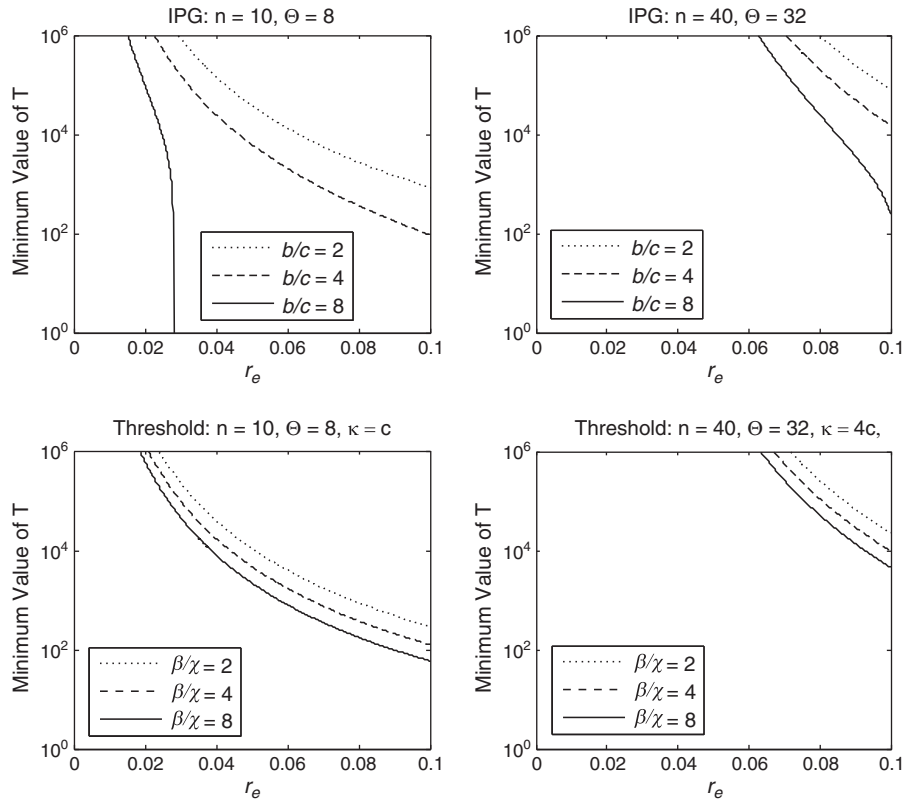 IPG: n = 10, Θ = 8
Minimum Value of T
10^6
10^4
10^2
10^0
b/c = 2
b/c = 4
b/c = 8
0 0.02 0.04 0.06 0.08 0.1
r_e
IPG: n = 40, Θ = 32
Minimum Value of T
10^6
10^4
10^2
10^0
b/c = 2
b/c = 4
b/c = 8
0 0.02 0.04 0.06 0.08 0.1
r_e
Threshold: n = 10, Θ = 8, κ = c
Minimum Value of T
10^6
10^4
10^2
10^0
β/χ = 2
β/χ = 4
β/χ = 8
0 0.02 0.04 0.06 0.08 0.1
r_e
Threshold: n = 40, Θ = 32, κ = 4c,
Minimum Value of T
10^6
10^4
10^2
10^0
β/χ = 2
β/χ = 4
β/χ = 8
0 0.02 0.04 0.06 0.08 0.1
r_e